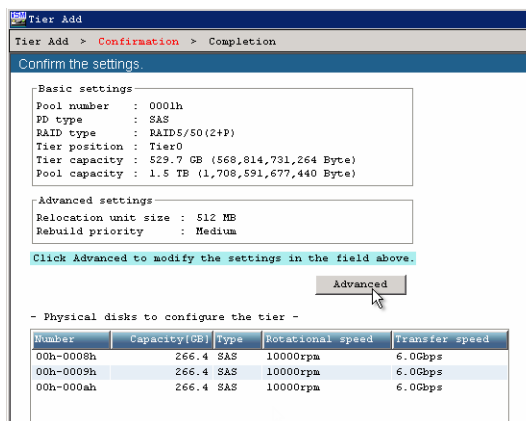 Tier Add
Tier Add > Confirmation > Completion
Confirm the settings.
Basic settings
Pool number : 0001h
PD type : SAS
RAID type : RAID5/50(2+P)
Tier position : Tier0
Tier capacity : 529.7 GB (568,814,731,264 Byte)
Pool capacity : 1.5 TB (1,708,591,677,440 Byte)
Advanced settings
Relocation unit size : 512 MB
Rebuild priority : Medium
Click Advanced to modify the settings in the field above.
Advanced
- Physical disks to configure the tier -
Number Capacity[GB] Type Rotational speed Transfer speed
00h-0008h 266.4 SAS 10000rpm 6.0Gbps
00h-0009h 266.4 SAS 10000rpm 6.0Gbps
00h-000ah 266.4 SAS 10000rpm 6.0Gbps